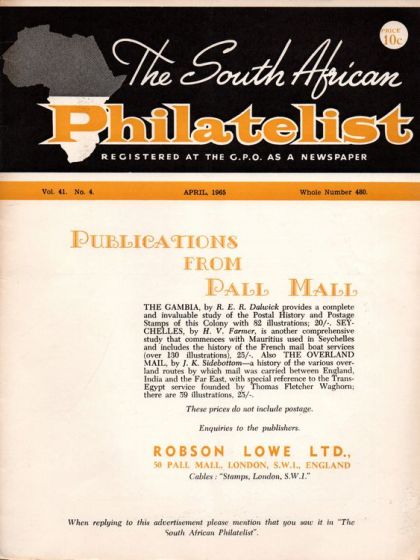 PRICE
10c
The South African
Philatelist
REGISTERED AT THE G.P.O. AS A NEWSPAPER
Vol. 41. No. 4. APRIL, 1965 Whole Number 480.
PUBLICATIONS
FROM
PALL MALL
THE GAMBIA, by R. E. R. Dalwick provides a complete
and invaluable study of the Postal History and Postage
Stamps of this Colony with 82 illustrations; 20/-. SEY-
CHELLES, by H. V. Farmer, is another comprehensive
study that commences with Mauritius used in Seychelles
and includes the history of the French mail boat services
(over 130 illustrations), 25/-. Also THE OVERLAND
MAIL, by J. K. Sidebottom—a history of the various over-
land routes by which mail was carried between England,
India and the Far East, with special reference to the Trans-
Egypt service founded by Thomas Fletcher Waghorn;
there are 39 illustrations, 25/-.
These prices do not include postage.
Enquiries to the publishers.
ROBSON LOWE LTD.,
50 PALL MALL, LONDON, S.W.1., ENGLAND
Cables: "Stamps, London, S.W.1."
When replying to this advertisement please mention that you saw it in "The
South African Philatelist".